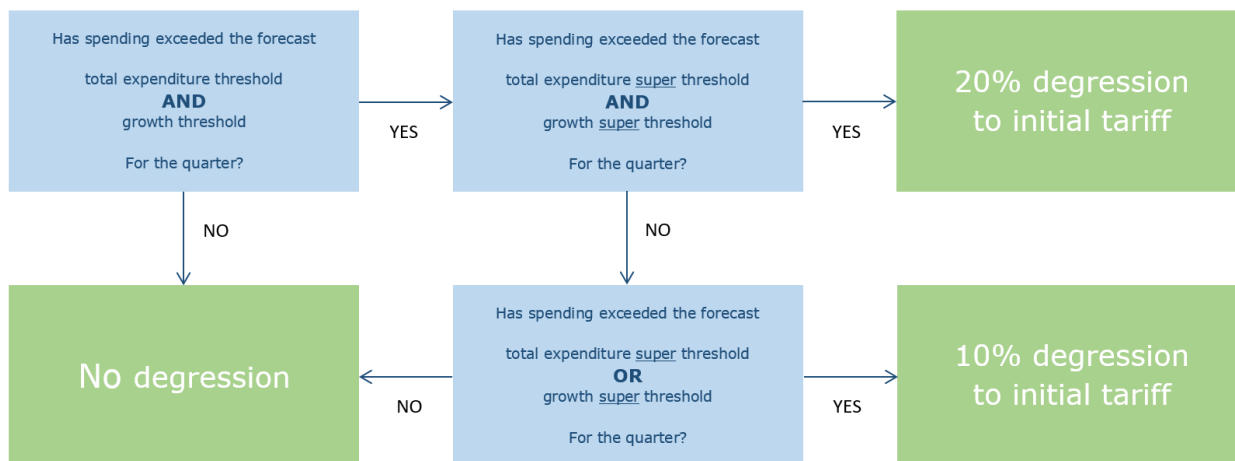 Has spending exceeded the forecast
total expenditure threshold
AND
growth threshold
For the quarter?
YES
Has spending exceeded the forecast
total expenditure super threshold
AND
growth super threshold
For the quarter?
YES
20% degression
to initial tariff
NO
NO
No degression
NO
Has spending exceeded the forecast
total expenditure super threshold
OR
growth super threshold
For the quarter?
YES
10% degression
to initial tariff